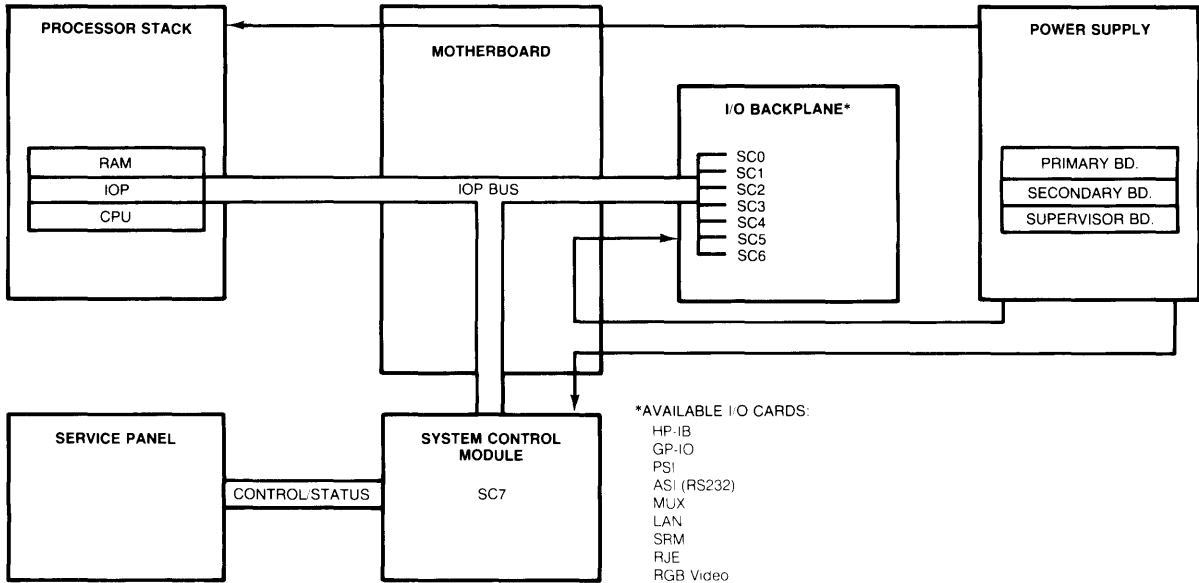 PROCESSOR STACK
RAM
IOP
CPU
MOTHERBOARD
IOP BUS
I/O BACKPLANE*
SC0
SC1
SC2
SC3
SC4
SC5
SC6
POWER SUPPLY
PRIMARY BD.
SECONDARY BD.
SUPERVISOR BD.
SERVICE PANEL
CONTROL/STATUS
SYSTEM CONTROL
MODULE
SC7
*AVAILABLE I/O CARDS:
HP-IB
GP-IO
PSI
ASI (RS232)
MUX
LAN
SRM
RJE
RGB Video